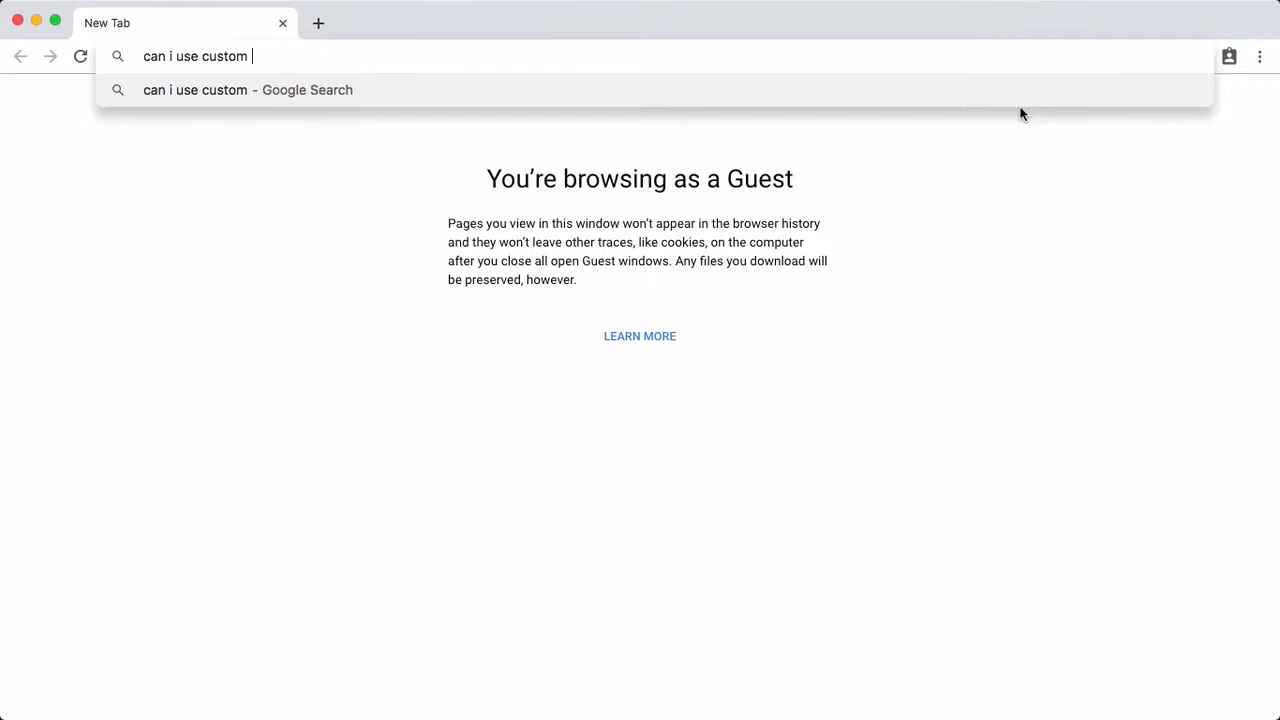 New Tab
can i use custom
can i use custom - Google Search
You’re browsing as a Guest
Pages you view in this window won’t appear in the browser history
and they won’t leave other traces, like cookies, on the computer
after you close all open Guest windows. Any files you download will
be preserved, however.
LEARN MORE